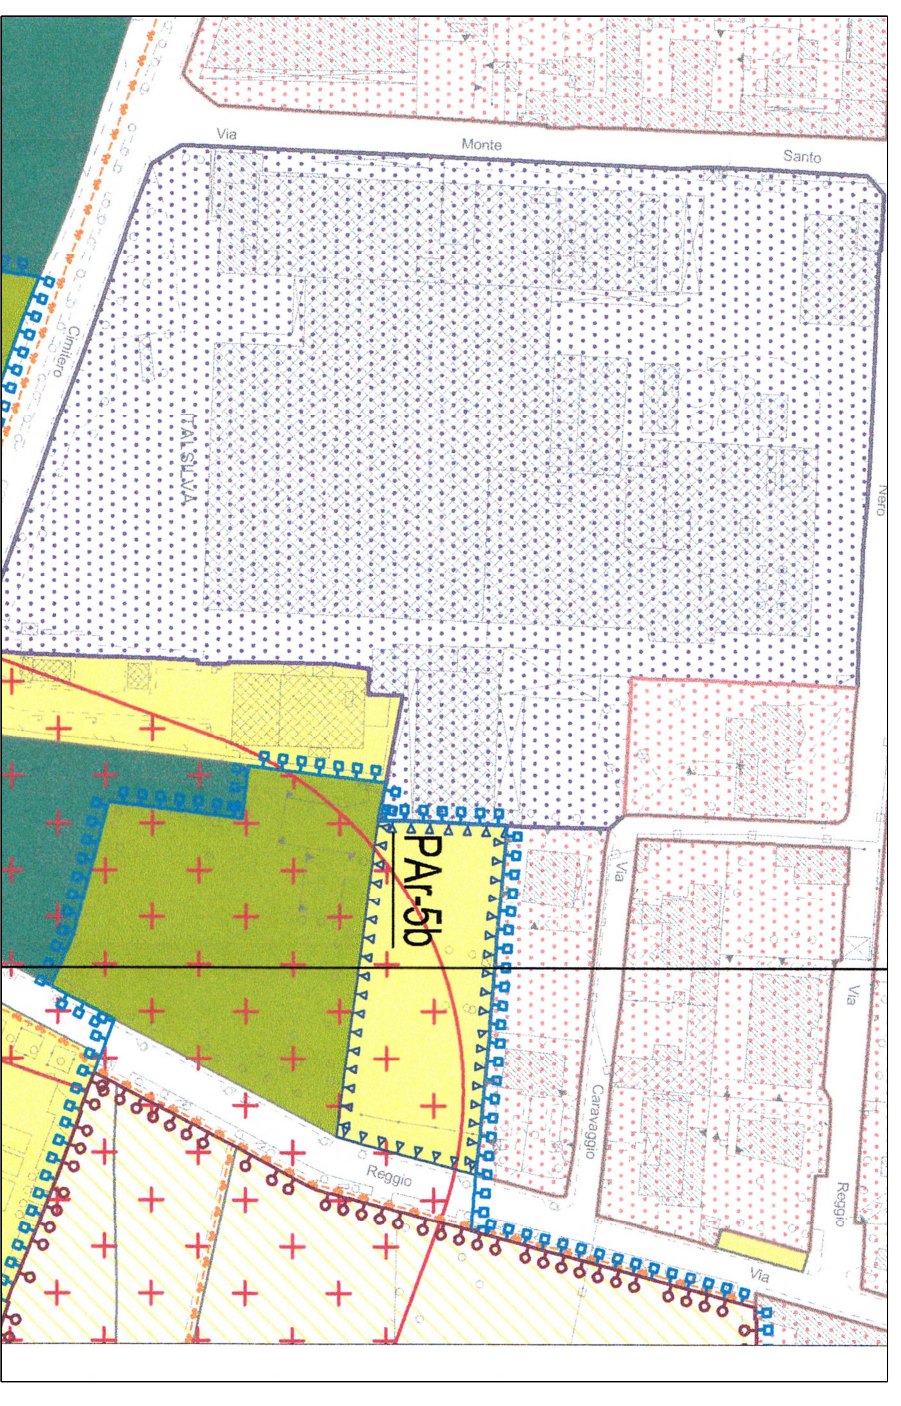 Via
Monte
Santo
Cimitero
ITALSILVA
Nero
PAr-5b
Via
Via
Caravaggio
Reggio
Reggio
Via